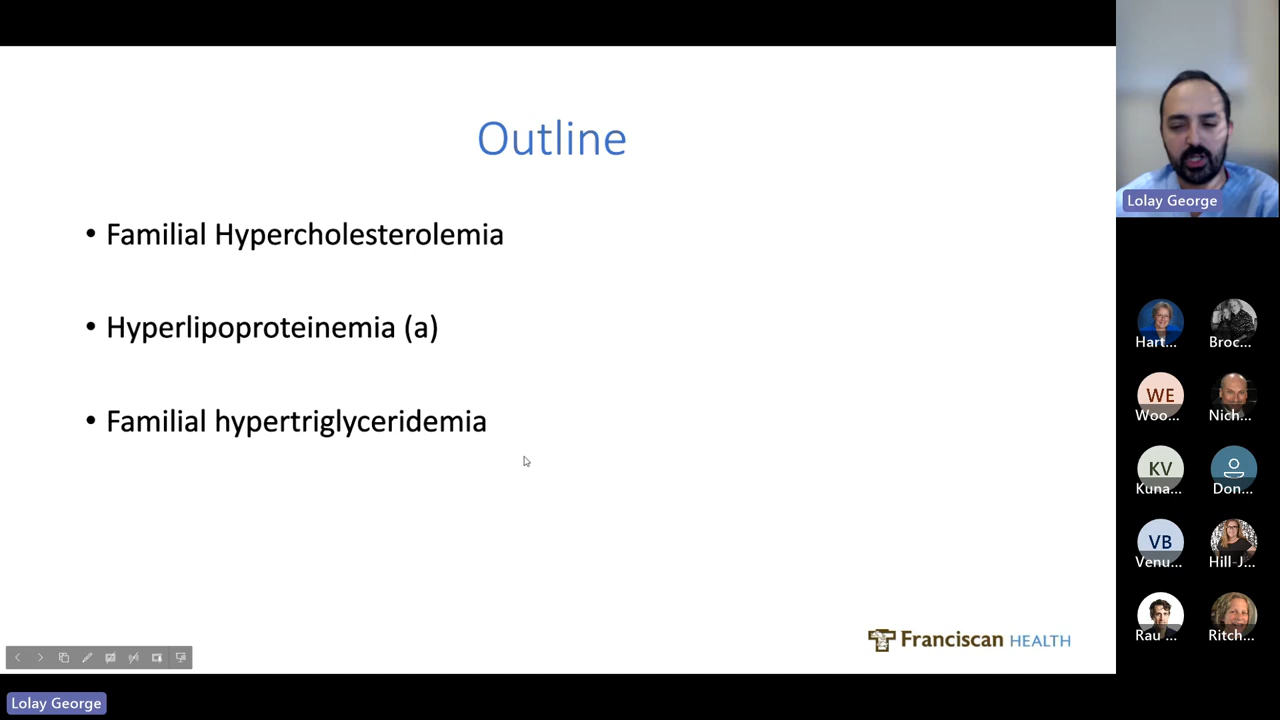 Outline
• Familial Hypercholesterolemia
• Hyperlipoproteinemia (a)
• Familial hypertriglyceridemia
Franciscan HEALTH
Lolay George
Lolay George
Hart...
Broc...
WE
Woo...
Nich...
KV
Kuna...
Don...
VB
Venu...
Hill-J...
Rau ...
Ritch...